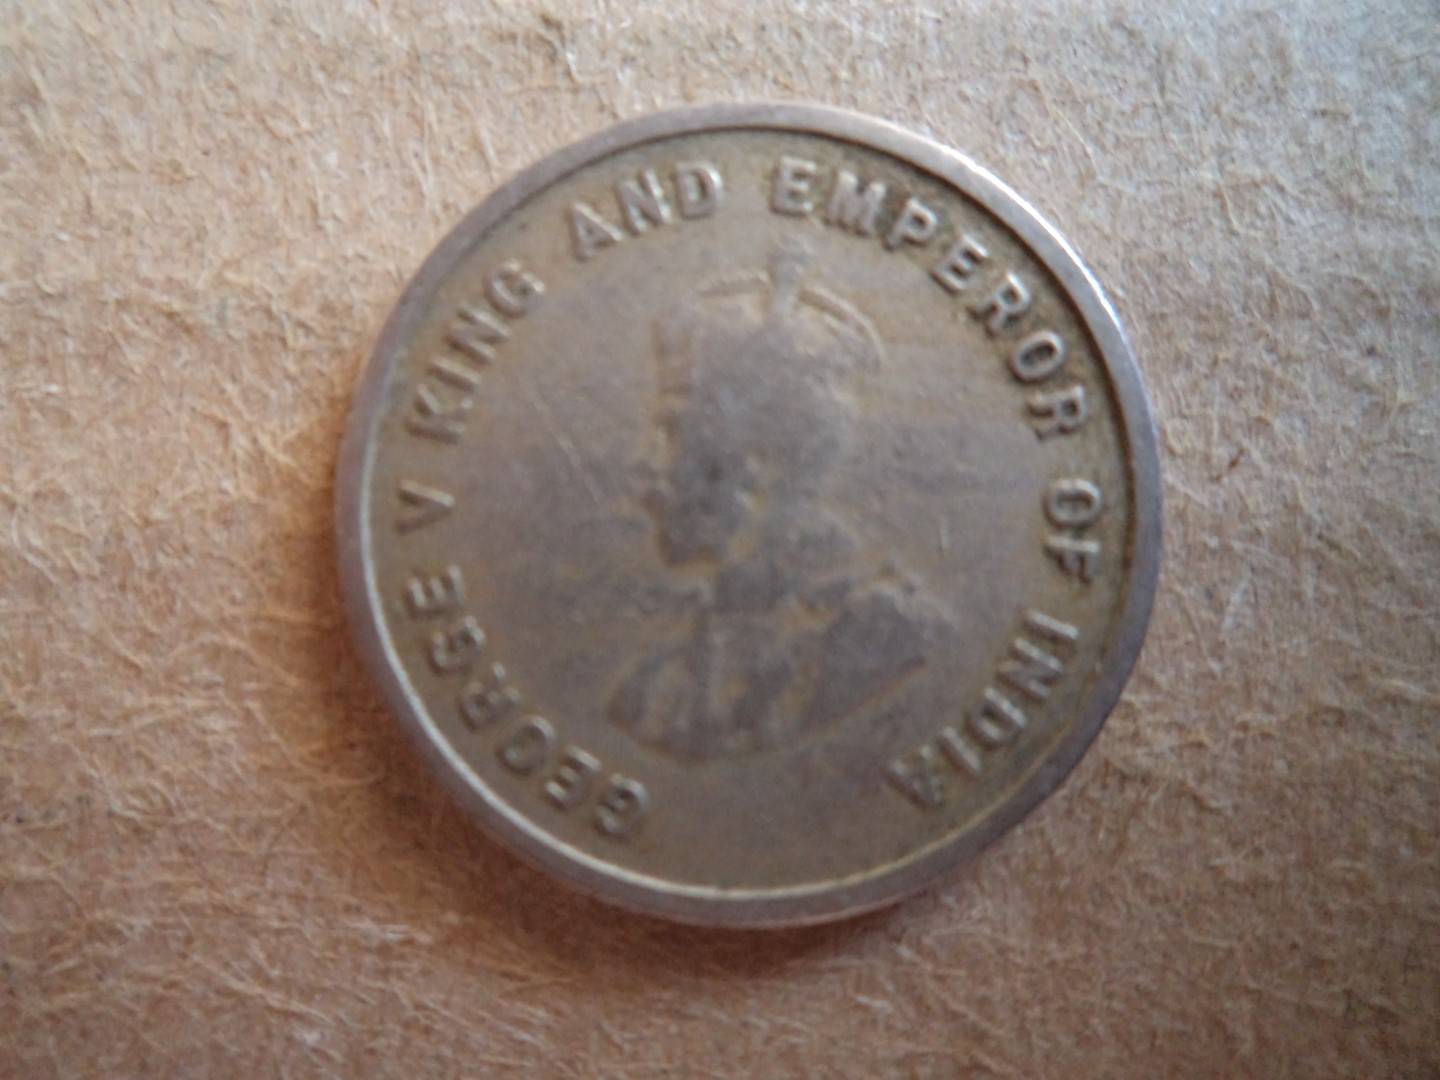 GEORGE V KING AND EMPEROR OF INDIA